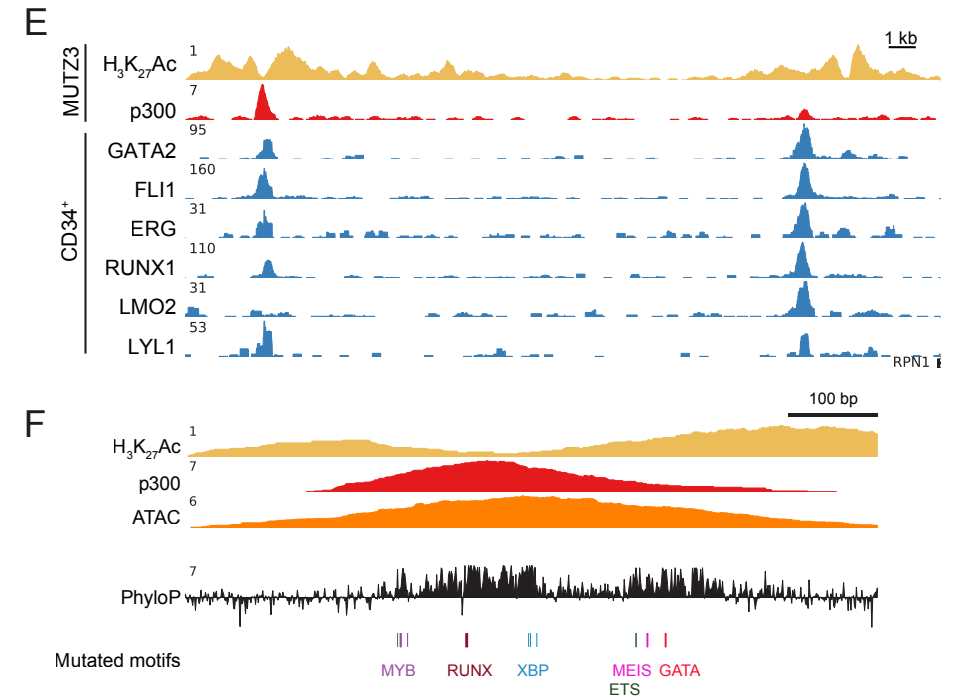 E
1 kb
MUTZ3
H3K27Ac
1
p300
7
CD34+
GATA2
95
FLI1
160
ERG
31
RUNX1
110
LMO2
31
LYL1
53
RPN1
F
100 bp
H3K27Ac
1
p300
7
ATAC
6
PhyloP
7
Mutated motifs
MYB RUNX XBP MEIS GATA
ETS